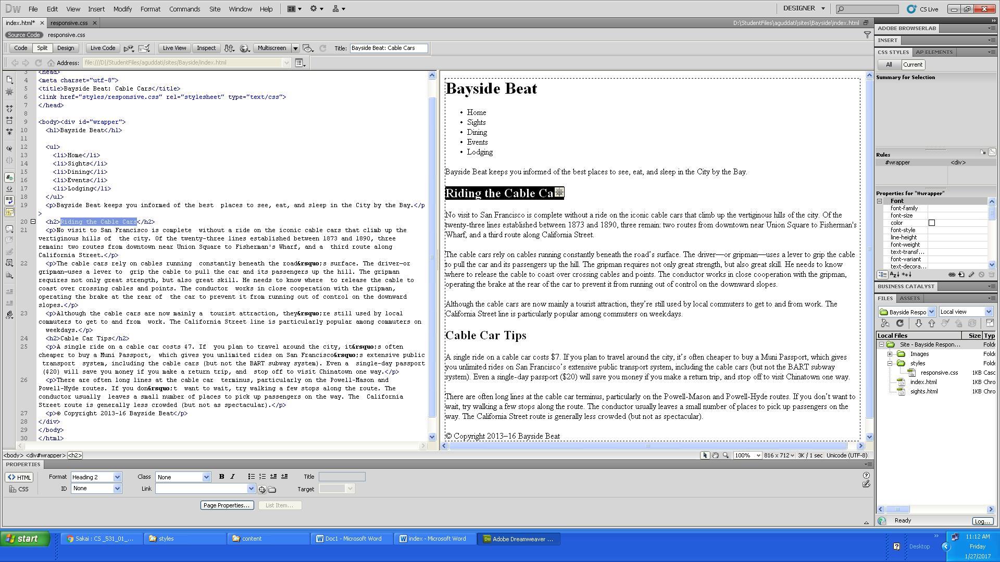 Dw File Edit View Insert Modify Format Commands Site Window Help DESIGNER CS Live
index.html* responsive.css D:\StudentFiles\aguddati\sites\Bayside\index.html
Source Code responsive.css
Code Split Design Live Code Live View Inspect Multiscreen Title: Bayside Beat: Cable Cars
Address: file:///D|/StudentFiles/aguddati/sites/Bayside/index.html
3 <head>
4 <meta charset="utf-8">
5 <title>Bayside Beat: Cable Cars</title>
6 <link href="styles/responsive.css" rel="stylesheet" type="text/css">
7 </head>
8
9 <body><div id="wrapper">
10 <h1>Bayside Beat</h1>
11
12 <ul>
13 <li>Home</li>
14 <li>Sights</li>
15 <li>Dining</li>
16 <li>Events</li>
17 <li>Lodging</li>
18 </ul>
19 <p>Bayside Beat keeps you informed of the best  places to see, eat, and sleep in the City by the Bay.</p
>
20 <h2>Riding the Cable Cars</h2>
21 <p>No visit to San Francisco is complete  without a ride on the iconic cable cars that climb up the
vertiginous hills of  the city. Of the twenty-three lines established between 1873 and 1890, three
remain: two routes from downtown near Union Square to Fisherman's Wharf, and a  third route along
California Street.</p>
22 <p>The cable cars rely on cables running  constantly beneath the road&rsquo;s surface. The driver—or
gripman—uses a lever to  grip the cable to pull the car and its passengers up the hill. The gripman
requires not only great strength, but also great skill. He needs to know where  to release the cable to
coast over crossing cables and points. The conductor  works in close cooperation with the gripman,
operating the brake at the rear of  the car to prevent it from running out of control on the downward
slopes.</p>
23 <p>Although the cable cars are now mainly a  tourist attraction, they&rsquo;re still used by local
commuters to get to and from  work. The California Street line is particularly popular among commuters on
weekdays.</p>
24 <h2>Cable Car Tips</h2>
25 <p>A single ride on a cable car costs $7. If  you plan to travel around the city, it&rsquo;s often
cheaper to buy a Muni Passport,  which gives you unlimited rides on San Francisco&rsquo;s extensive public
transport  system, including the cable cars (but not the BART subway system). Even a  single-day passport
($20) will save you money if you make a return trip, and  stop off to visit Chinatown one way.</p>
26 <p>There are often long lines at the cable car  terminus, particularly on the Powell-Mason and
Powell-Hyde routes. If you don&rsquo;t  want to wait, try walking a few stops along the route. The
conductor usually  leaves a small number of places to pick up passengers on the way. The  California
Street route is generally less crowded (but not as spectacular).</p>
27 <p>© Copyright 2013-16 Bayside Beat</p>
28 </div>
29 </body>
30 </html>
Bayside Beat
• Home
• Sights
• Dining
• Events
• Lodging
Bayside Beat keeps you informed of the best places to see, eat, and sleep in the City by the Bay.
Riding the Cable Ca
No visit to San Francisco is complete without a ride on the iconic cable cars that climb up the vertiginous hills of the city. Of the
twenty-three lines established between 1873 and 1890, three remain: two routes from downtown near Union Square to Fisherman's
Wharf, and a third route along California Street.
The cable cars rely on cables running constantly beneath the road’s surface. The driver—or gripman—uses a lever to grip the cable
to pull the car and its passengers up the hill. The gripman requires not only great strength, but also great skill. He needs to know
where to release the cable to coast over crossing cables and points. The conductor works in close cooperation with the gripman,
operating the brake at the rear of the car to prevent it from running out of control on the downward slopes.
Although the cable cars are now mainly a tourist attraction, they’re still used by local commuters to get to and from work. The
California Street line is particularly popular among commuters on weekdays.
Cable Car Tips
A single ride on a cable car costs $7. If you plan to travel around the city, it’s often cheaper to buy a Muni Passport, which gives
you unlimited rides on San Francisco’s extensive public transport system, including the cable cars (but not the BART subway
system). Even a single-day passport ($20) will save you money if you make a return trip, and stop off to visit Chinatown one way.
There are often long lines at the cable car terminus, particularly on the Powell-Mason and Powell-Hyde routes. If you don’t want to
wait, try walking a few stops along the route. The conductor usually leaves a small number of places to pick up passengers on the
way. The California Street route is generally less crowded (but not as spectacular).
© Copyright 2013–16 Bayside Beat
<body> <div#wrapper> <h2> 100% 816 x 712 3K / 1 sec Unicode (UTF-8)
PROPERTIES
HTML Format Heading 2 Class None B I Title
CSS ID None Link Target
Page Properties... List Item...
ADOBE BROWSERLAB
INSERT
CSS STYLES AP ELEMENTS
All Current
Summary for Selection
Rules
#wrapper <div>
Properties for "#wrapper"
Font
font-family
font-size
color
font-style
line-height
font-weight
text-transf...
font-variant
text-decora...
BUSINESS CATALYST
FILES ASSETS
Bayside Respo Local view
Local Files Size Typ
Site - Bayside Respon... Folde
Images Folde
styles Folde
responsive.css 1KB Casc
index.html 1KB Chro
sights.html 1KB Chro
Ready Log...
start Sakai : CS _531_01_... styles content Doc1 - Microsoft Word index - Microsoft Word Adobe Dreamweaver ... Desktop
11:12 AM
Friday
1/27/2017